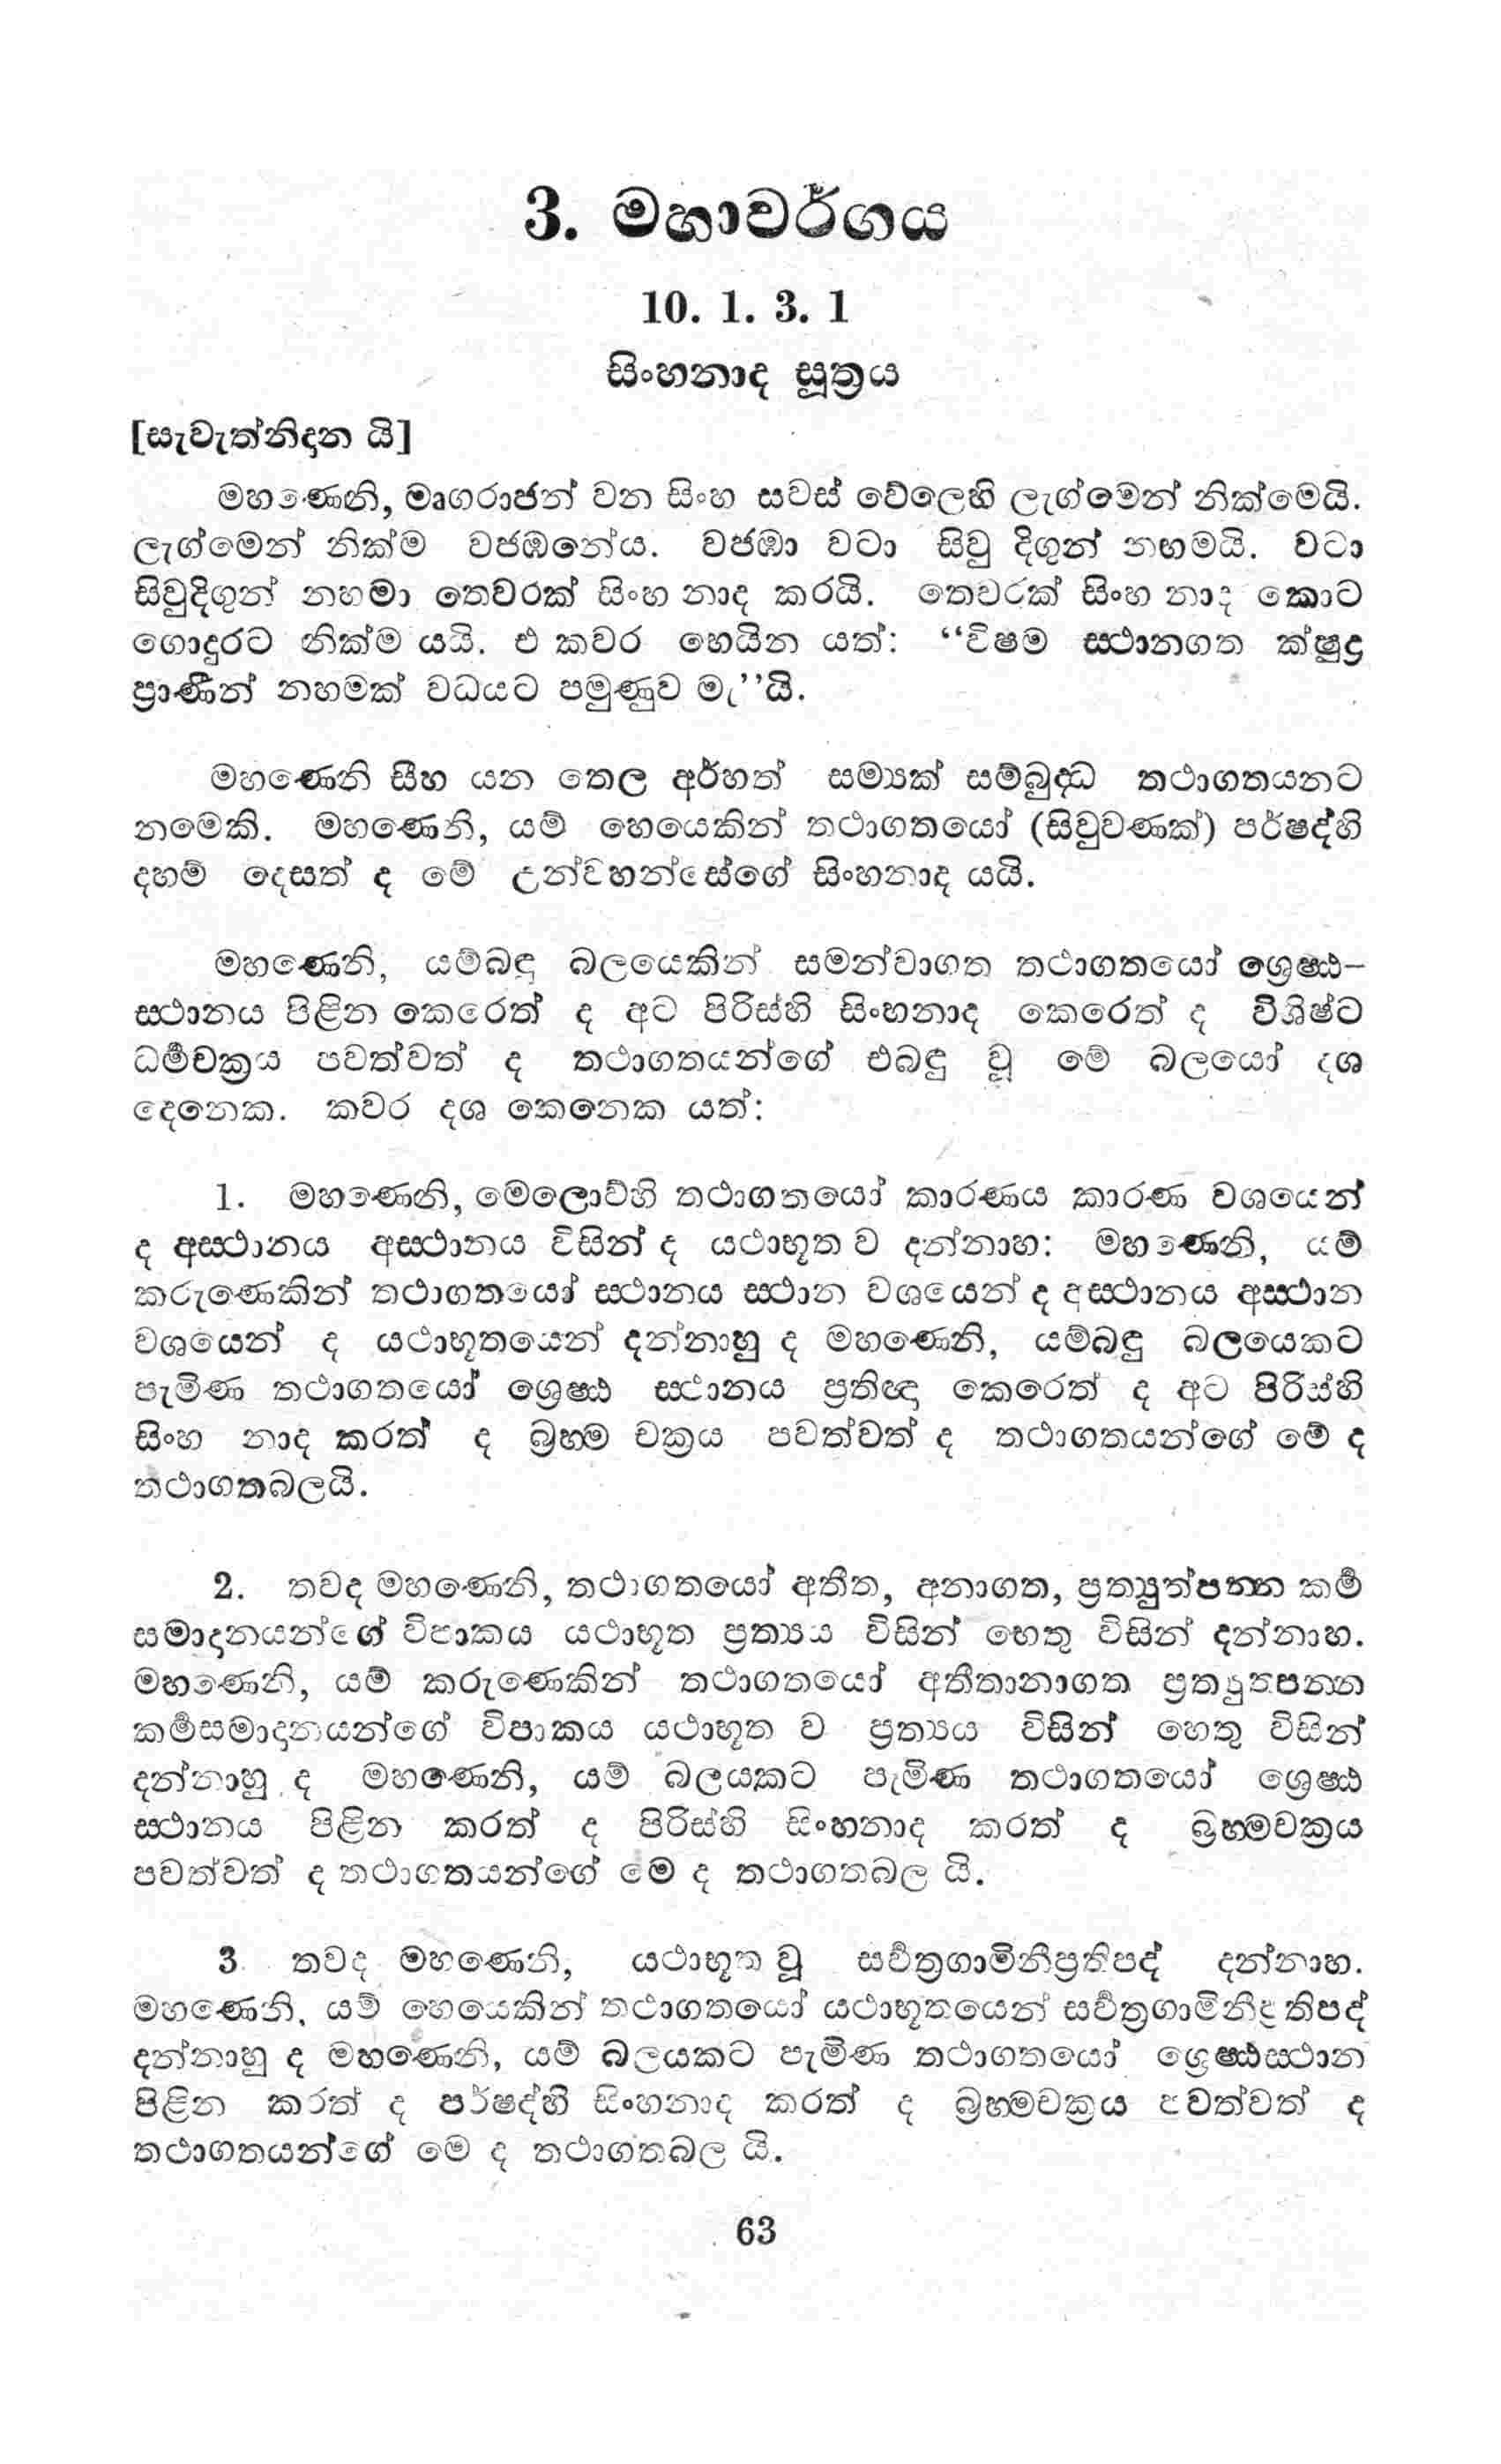 3. මහාවර්ගය
10. 1. 3. 1
සිංහනාද සූත්‍රය
[සැවැත්නිදාන යි]
මහණෙනි, මෘගරාජන් වන සිංහ සවස් වේලෙහි ලැග්මෙන් නික්මෙයි.
ලැග්මෙන් නික්ම වජඹනේය. වජඹා වටා සිවු දිගුන් නහමයි. වටා
සිවුදිගුන් නහමා තෙවරක් සිංහ නාද කරයි. තෙවරක් සිංහ නාද කොට
ගොදුරට නික්ම යයි. එ කවර හෙයින යත්: “විෂම ස්ථානගත ක්ෂුද්‍ර
ප්‍රාණීන් නහමක් වධයට පමුණුව මැ”යි.
මහණෙනි සීහ යන තෙල අර්හත් සම්‍යක් සම්බුද්ධ තථාගතයනට
නමෙකි. මහණෙනි, යම් හෙයෙකින් තථාගතයෝ (සිවුවණක්) පර්ෂද්හි
දහම් දෙසත් ද මේ උන්වහන්සේගේ සිංහනාද යයි.
මහණෙනි, යම්බඳු බලයෙකින් සමන්වාගත තථාගතයෝ ශ්‍රෙෂ්ඨ-
ස්ථානය පිළින කෙරෙත් ද අට පිරිස්හි සිංහනාද කෙරෙත් ද විශිෂ්ට
ධර්‍මචක්‍රය පවත්වත් ද තථාගතයන්ගේ එබඳු වූ මේ බලයෝ දශ
දෙනෙක. කවර දශ කෙනෙක යත්:
1. මහණෙනි, මෙලොව්හි තථාගතයෝ කාරණය කාරණ වශයෙන්
ද අස්ථානය අස්ථානය විසින් ද යථාභූත ව දන්නාහ: මහණෙනි, යම්
කරුණෙකින් තථාගතයෝ ස්ථානය ස්ථාන වශයෙන් ද අස්ථානය අස්ථාන
වශයෙන් ද යථාභූතයෙන් දන්නාහු ද මහණෙනි, යම්බඳු බලයෙකට
පැමිණ තථාගතයෝ ශ්‍රෙෂ්ඨ ස්ථානය ප්‍රතිඥා කෙරෙත් ද අට පිරිස්හි
සිංහ නාද කරත් ද බ්‍රහ්ම චක්‍රය පවත්වත් ද තථාගතයන්ගේ මේ ද
තථාගතබලයි.
2. තවද මහණෙනි, තථාගතයෝ අතීත, අනාගත, ප්‍රත්‍යුත්පන්න කර්‍ම
සමාදානයන්ගේ විපාකය යථාභූත ප්‍රත්‍යය විසින් හෙතු විසින් දන්නාහ.
මහණෙනි, යම් කරුණෙකින් තථාගතයෝ අතීතානාගත ප්‍රත්‍යුත්පන්න
කර්‍මසමාදානයන්ගේ විපාකය යථාභූත ව ප්‍රත්‍යය විසින් හෙතු විසින්
දන්නාහු ද මහණෙනි, යම් බලයකට පැමිණ තථාගතයෝ ශ්‍රෙෂ්ඨ
ස්ථානය පිළින කරත් ද පිරිස්හි සිංහනාද කරත් ද බ්‍රහ්මචක්‍රය
පවත්වත් ද තථාගතයන්ගේ මෙ ද තථාගතබල යි.
3. තවද මහණෙනි, යථාභූත වූ සර්‍වත්‍රගාමිනීප්‍රතිපද් දන්නාහ.
මහණෙනි, යම් හෙයෙකින් තථාගතයෝ යථාභූතයෙන් සර්‍වත්‍රගාමිනීප්‍රතිපද්
දන්නාහු ද මහණෙනි, යම් බලයකට පැමිණ තථාගතයෝ ශ්‍රෙෂ්ඨස්ථාන
පිළින කරත් ද පර්ෂද්හි සිංහනාද කරත් ද බ්‍රහ්මචක්‍රය පවත්වත් ද
තථාගතයන්ගේ මෙ ද තථාගතබල යි.
63